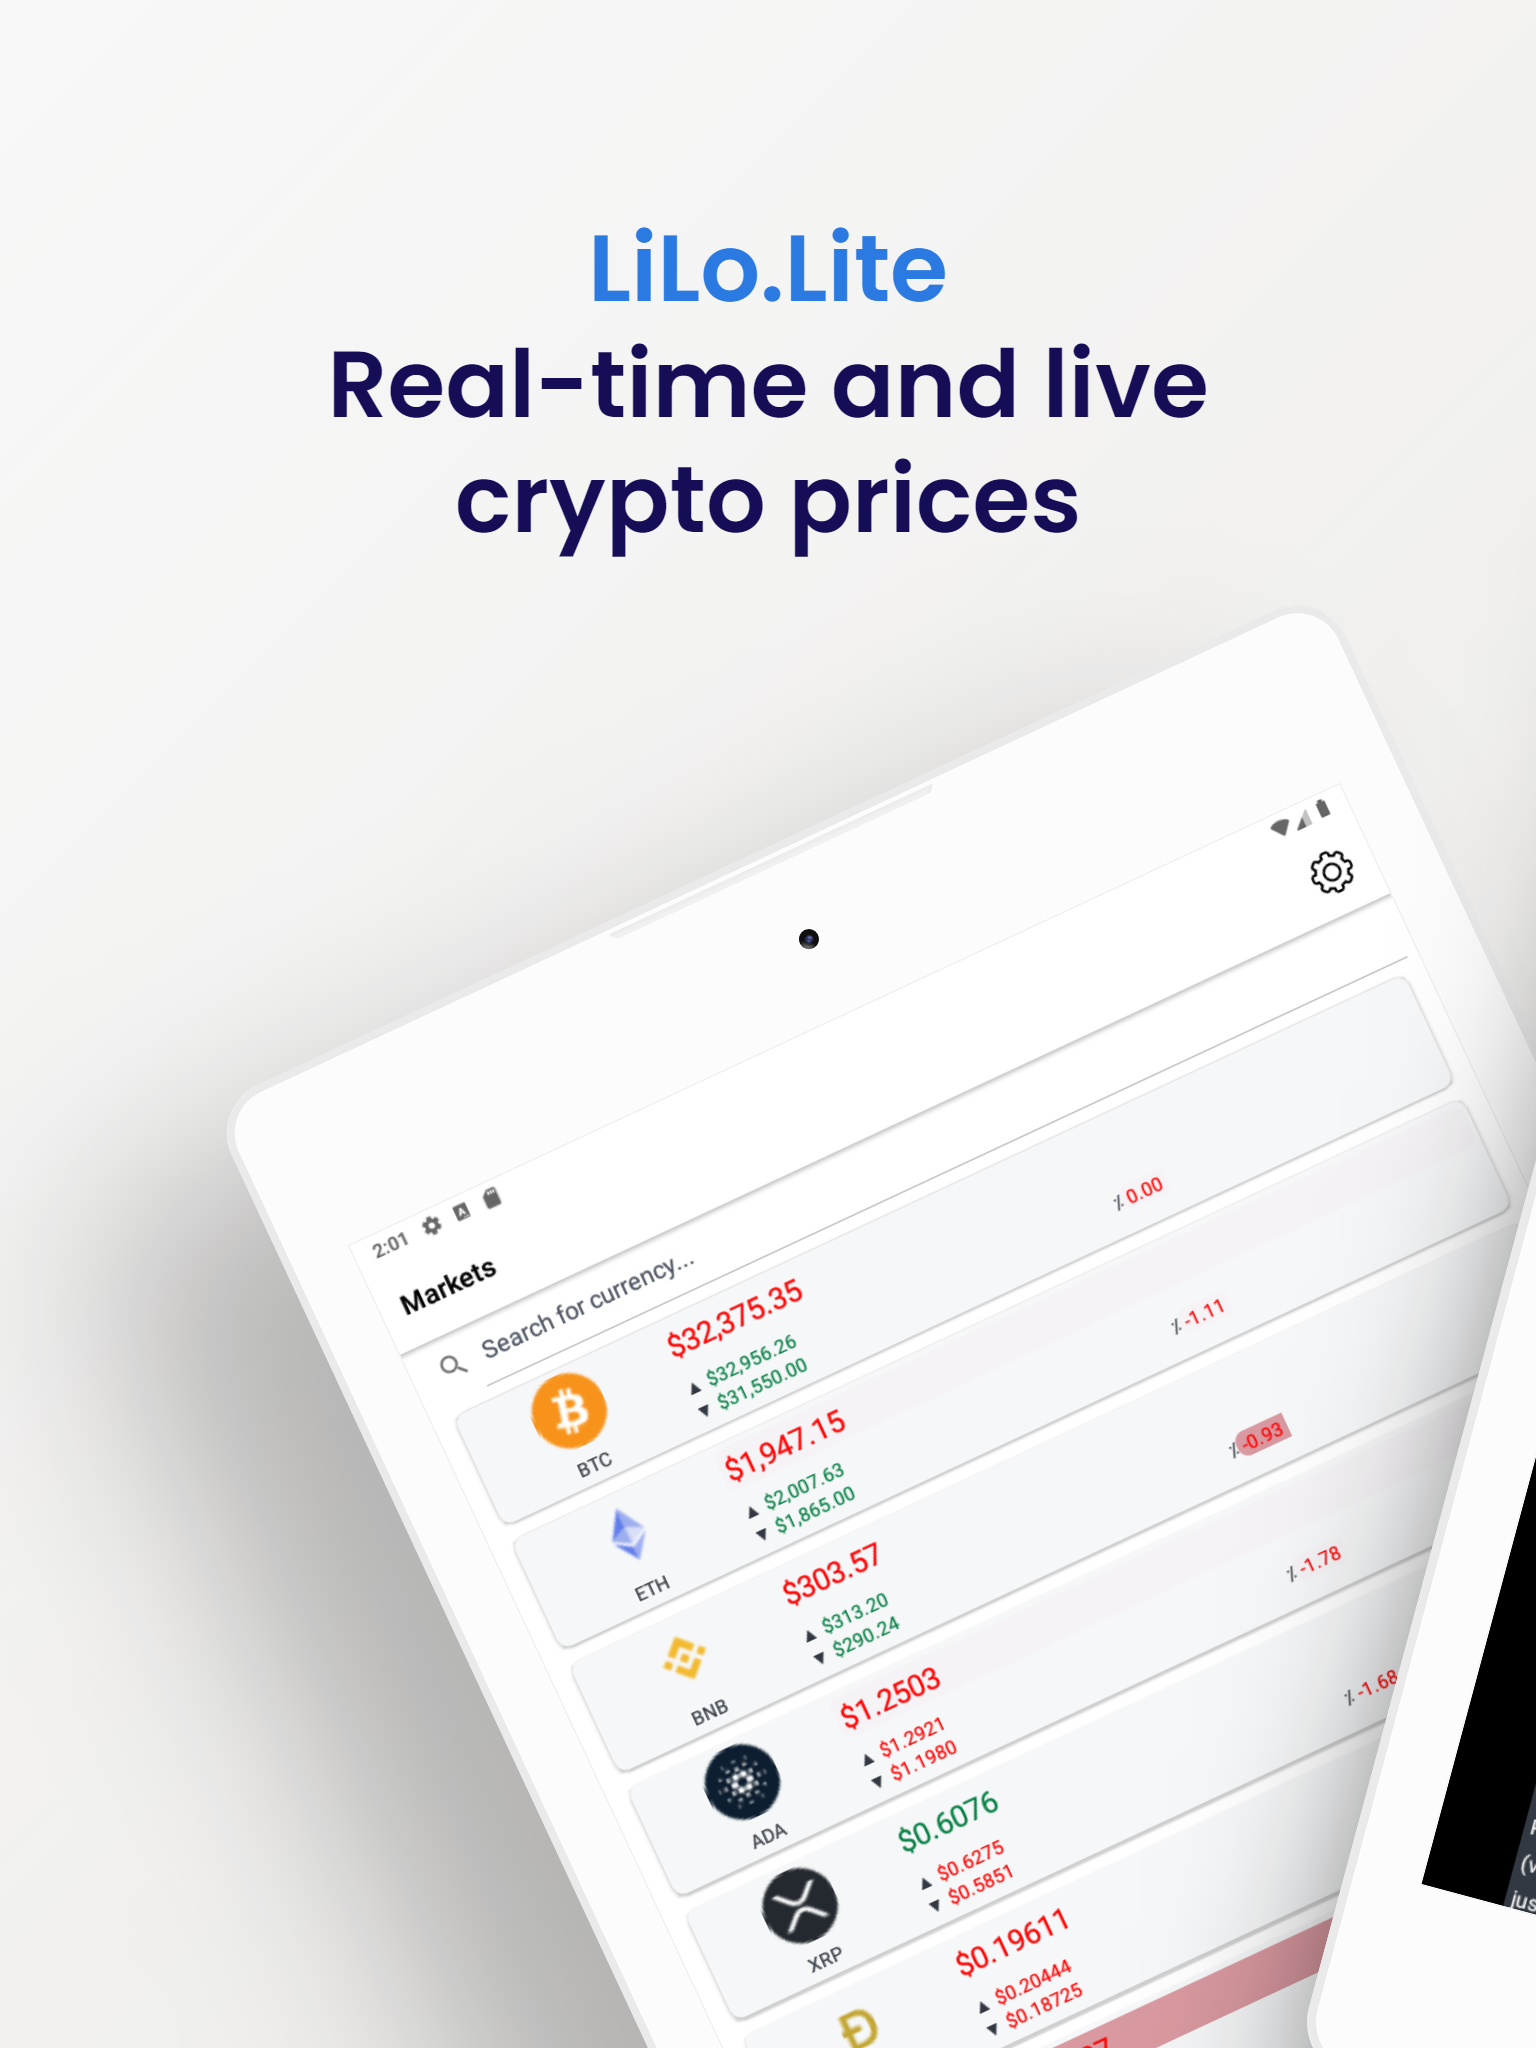 LiLo.Lite
Real-time and live
crypto prices
2:01
Markets
Search for currency...
BTC
$32,375.35
▲ $32,956.26
▼ $31,550.00
٪ 0.00
ETH
$1,947.15
▲ $2,007.63
▼ $1,865.00
٪ -1.11
BNB
$303.57
▲ $313.20
▼ $290.24
٪ -0.93
ADA
$1.2503
▲ $1.2921
▼ $1.1980
٪ -1.78
XRP
$0.6076
▲ $0.6275
▼ $0.5851
٪ -1.68
$0.19611
▲ $0.20444
▼ $0.18725